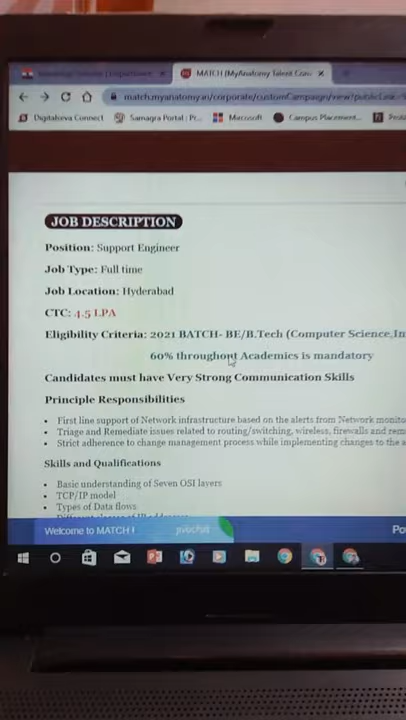 MATCH (MyAnatomy Talent Con
match.myanatomy.in/corporate/customCampaign/view?publicLink=
Digitalseva Connect Samagra Portal : Pr... Microsoft Campus Placement...
JOB DESCRIPTION
Position: Support Engineer
Job Type: Full time
Job Location: Hyderabad
CTC: 4.5 LPA
Eligibility Criteria: 2021 BATCH- BE/B.Tech (Computer Science,In
60% throughout Academics is mandatory
Candidates must have Very Strong Communication Skills
Principle Responsibilities
• First line support of Network infrastructure based on the alerts from Network monito
• Triage and Remediate issues related to routing/switching, wireless, firewalls and rem
• Strict adherence to change management process while implementing changes to the a
Skills and Qualifications
• Basic understanding of Seven OSI layers
• TCP/IP model
• Types of Data flows
Welcome to MATCH ! jivochat Po